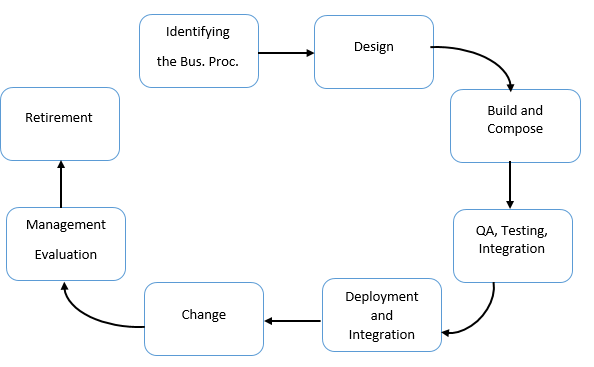 Identifying
the Bus. Proc.
Design
Build and
Compose
QA, Testing,
Integration
Deployment
and
Integration
Change
Management
Evaluation
Retirement